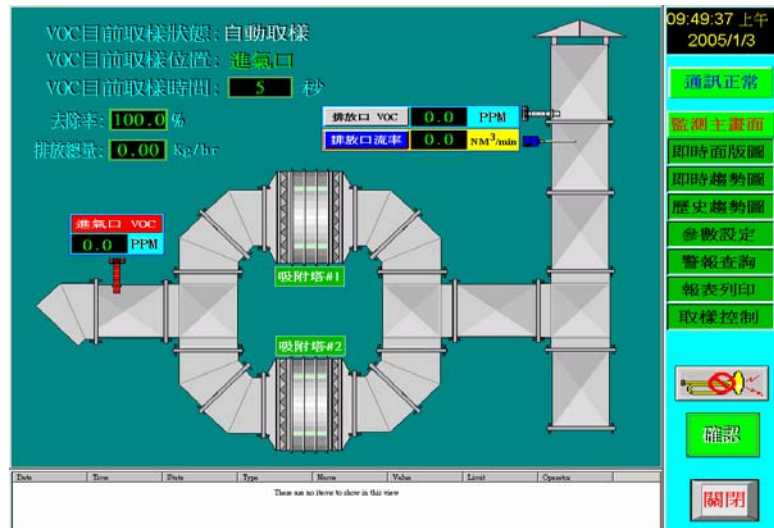 VOC目前取樣狀態: 自動取樣
VOC目前取樣位置: 進氣口
VOC目前取樣時間: 5 秒
去除率: 100.0 %
排放總量: 0.00 Kg/hr
排放口 VOC 0.0 PPM
排放口流率 0.0 NM³/min
進氣口 VOC
0.0 PPM
吸附塔#1
吸附塔#2
09:49:37 上午
2005/1/3
通訊正常
監測主畫面
即時面版圖
即時趨勢圖
歷史趨勢圖
參數設定
警報查詢
報表列印
取樣控制
確認
關閉
Date Time State Type Name Value Limit Operator
There are no items to show in this view